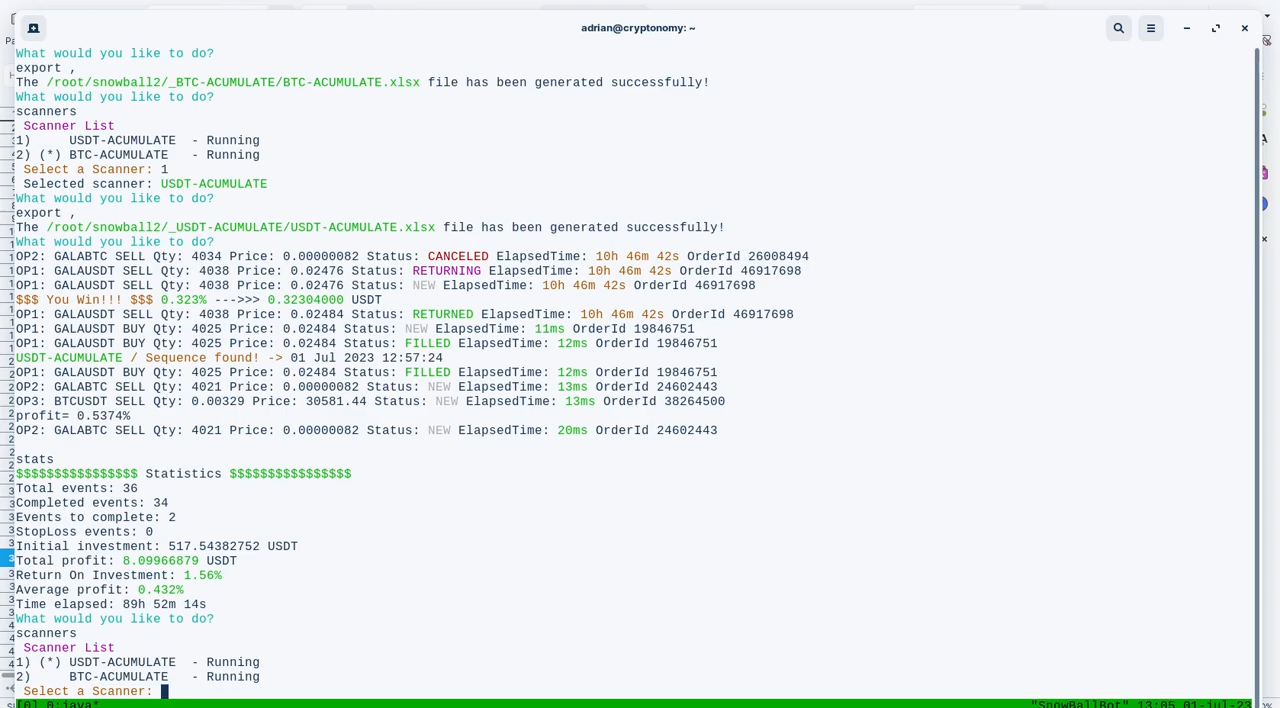 adrian@cryptonomy: ~
What would you like to do?
export ,
The /root/snowball2/_BTC-ACUMULATE/BTC-ACUMULATE.xlsx file has been generated successfully!
What would you like to do?
scanners
Scanner List
1) USDT-ACUMULATE - Running
2) (*) BTC-ACUMULATE - Running
Select a Scanner: 1
Selected scanner: USDT-ACUMULATE
What would you like to do?
export ,
The /root/snowball2/_USDT-ACUMULATE/USDT-ACUMULATE.xlsx file has been generated successfully!
What would you like to do?
OP2: GALABTC SELL Qty: 4034 Price: 0.00000082 Status: CANCELED ElapsedTime: 10h 46m 42s OrderId 26008494
OP1: GALAUSDT SELL Qty: 4038 Price: 0.02476 Status: RETURNING ElapsedTime: 10h 46m 42s OrderId 46917698
OP1: GALAUSDT SELL Qty: 4038 Price: 0.02476 Status: NEW ElapsedTime: 10h 46m 42s OrderId 46917698
$$$ You Win!!! $$$ 0.323% --->>> 0.32304000 USDT
OP1: GALAUSDT SELL Qty: 4038 Price: 0.02484 Status: RETURNED ElapsedTime: 10h 46m 42s OrderId 46917698
OP1: GALAUSDT BUY Qty: 4025 Price: 0.02484 Status: NEW ElapsedTime: 11ms OrderId 19846751
OP1: GALAUSDT BUY Qty: 4025 Price: 0.02484 Status: FILLED ElapsedTime: 12ms OrderId 19846751
USDT-ACUMULATE / Sequence found! -> 01 Jul 2023 12:57:24
OP1: GALAUSDT BUY Qty: 4025 Price: 0.02484 Status: FILLED ElapsedTime: 12ms OrderId 19846751
OP2: GALABTC SELL Qty: 4021 Price: 0.00000082 Status: NEW ElapsedTime: 13ms OrderId 24602443
OP3: BTCUSDT SELL Qty: 0.00329 Price: 30581.44 Status: NEW ElapsedTime: 13ms OrderId 38264500
profit= 0.5374%
OP2: GALABTC SELL Qty: 4021 Price: 0.00000082 Status: NEW ElapsedTime: 20ms OrderId 24602443
stats
$$$$$$$$$$$$$$$$ Statistics $$$$$$$$$$$$$$$$
Total events: 36
Completed events: 34
Events to complete: 2
StopLoss events: 0
Initial investment: 517.54382752 USDT
Total profit: 8.09966879 USDT
Return On Investment: 1.56%
Average profit: 0.432%
Time elapsed: 89h 52m 14s
What would you like to do?
scanners
Scanner List
1) (*) USDT-ACUMULATE - Running
2) BTC-ACUMULATE - Running
Select a Scanner:
[0] 0:java* "SnowBallBot" 13:05 01-jul-23